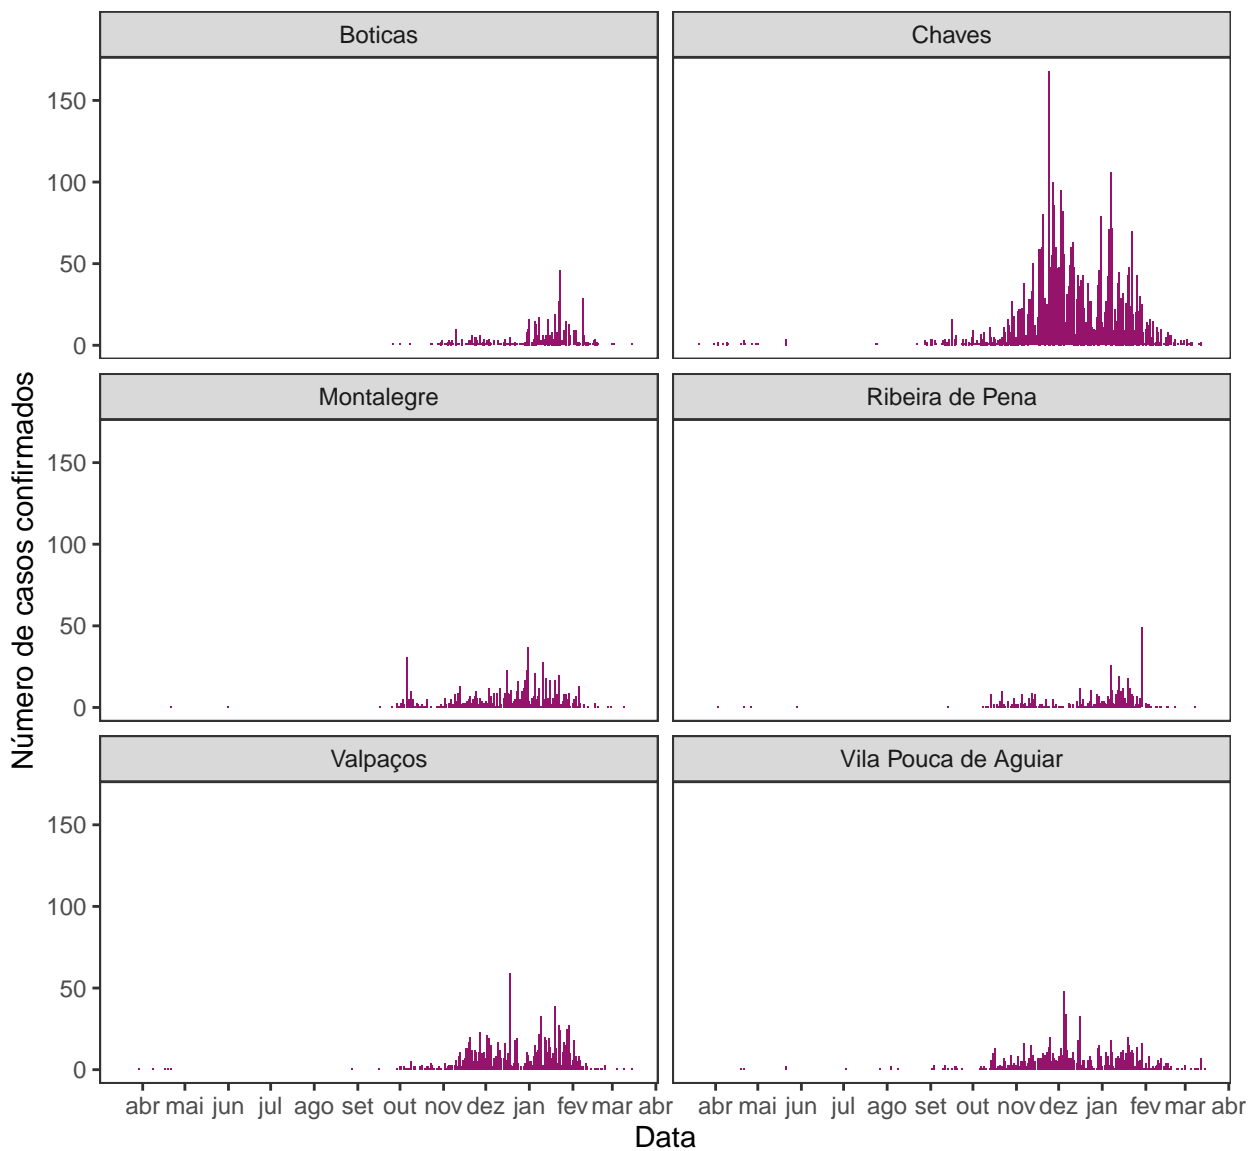 Boticas
Chaves
150
100
50
0
Montalegre
Ribeira de Pena
150
100
50
0
Valpaços
Vila Pouca de Aguiar
150
100
50
0
abr mai jun jul ago set out nov dez jan fev mar abr
abr mai jun jul ago set out nov dez jan fev mar abr
Data
Número de casos confirmados